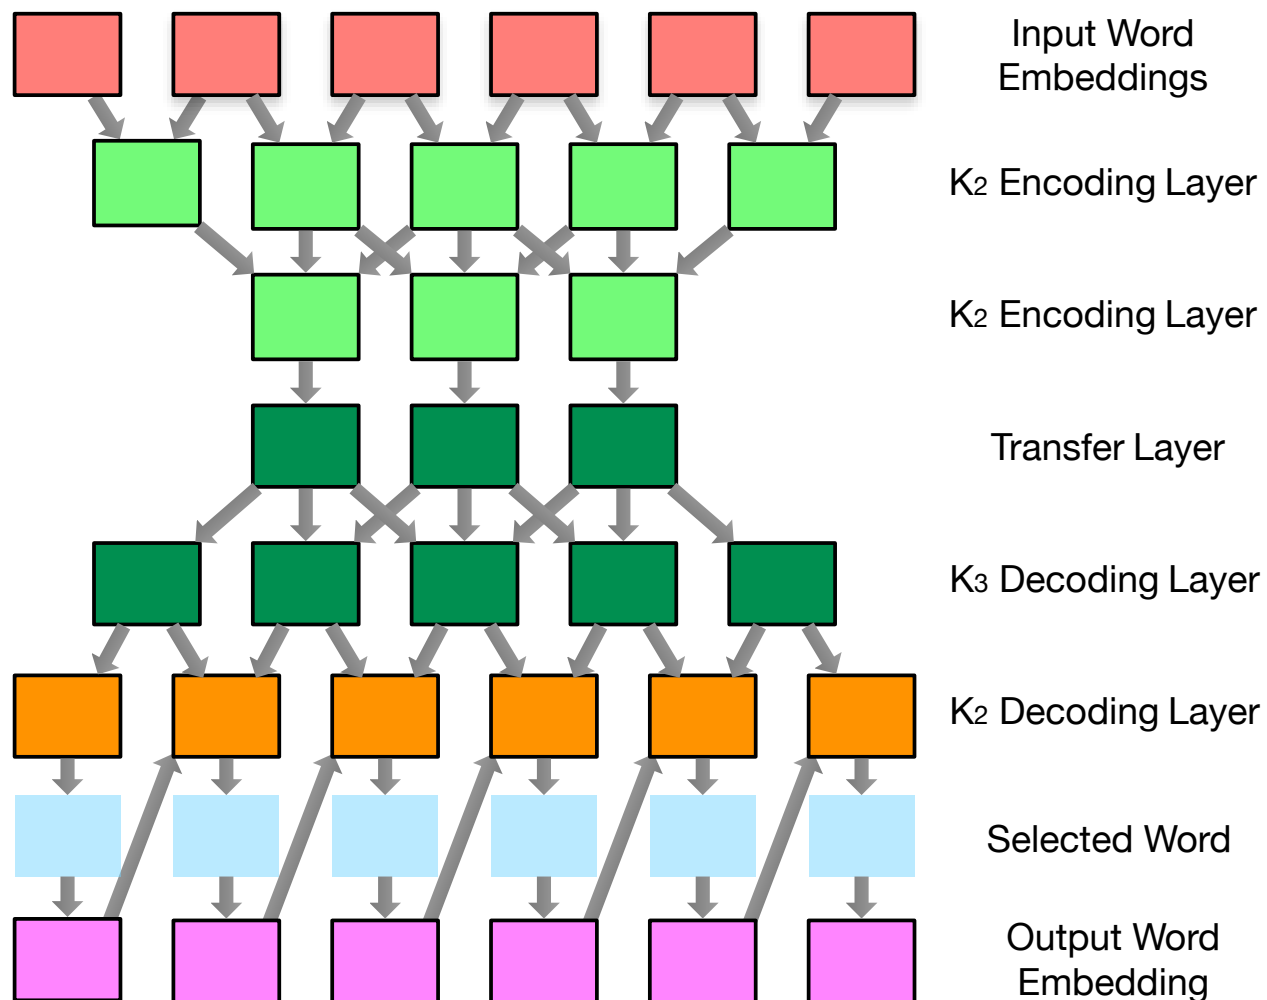 Input Word
Embeddings
K2 Encoding Layer
K2 Encoding Layer
Transfer Layer
K3 Decoding Layer
K2 Decoding Layer
Selected Word
Output Word
Embedding